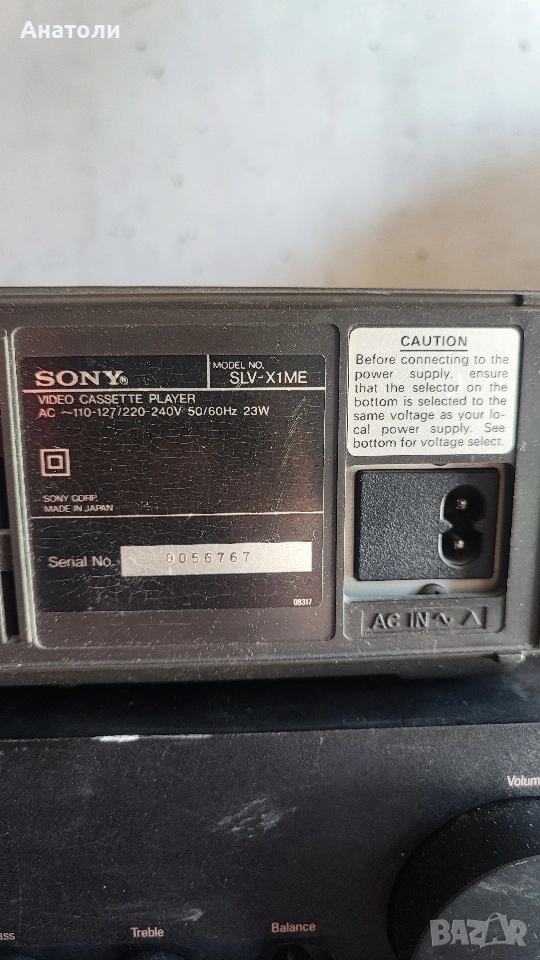 Анатоли
SONY®
MODEL NO.
SLV-X1ME
VIDEO CASSETTE PLAYER
AC ~110-127/220-240V 50/60Hz 23W
SONY CORP.
MADE IN JAPAN
Serial No.
0056767
08317
CAUTION
Before connecting to the
power supply, ensure
that the selector on the
bottom is selected to the
same voltage as your lo-
cal power supply. See
bottom for voltage select.
AC IN ~
Volum
Treble
Balance
ass
BAZAR